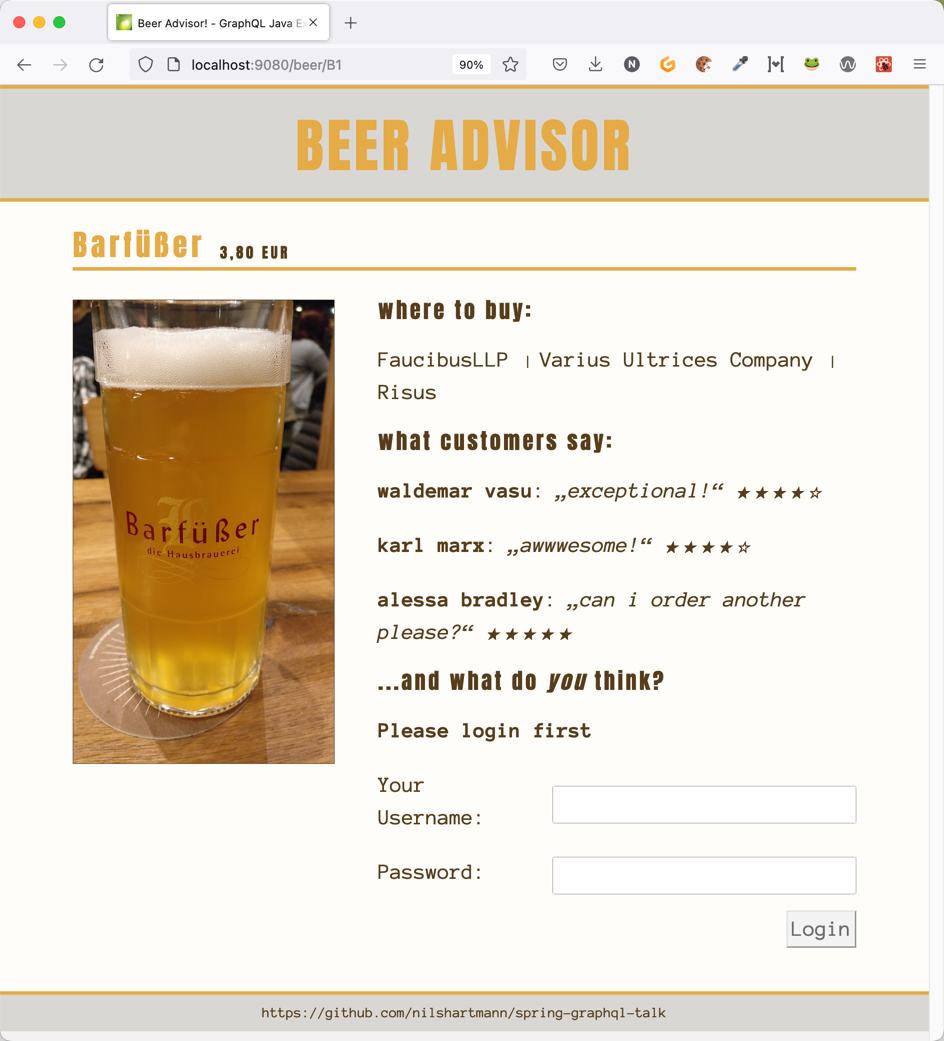 Beer Advisor! - GraphQL Java Ex
localhost:9080/beer/B1
90%
N
BEER ADVISOR
Barfüßer 3,80 EUR
Barfüßer
die Hausbrauerei
where to buy:
FaucibusLLP | Varius Ultrices Company |
Risus
what customers say:
waldemar vasu: „exceptional!“ ★★★★☆
karl marx: „awwwesome!“ ★★★★☆
alessa bradley: „can i order another
please?“ ★★★★★
...and what do you think?
Please login first
Your
Username:
Password:
Login
https://github.com/nilshartmann/spring-graphql-talk